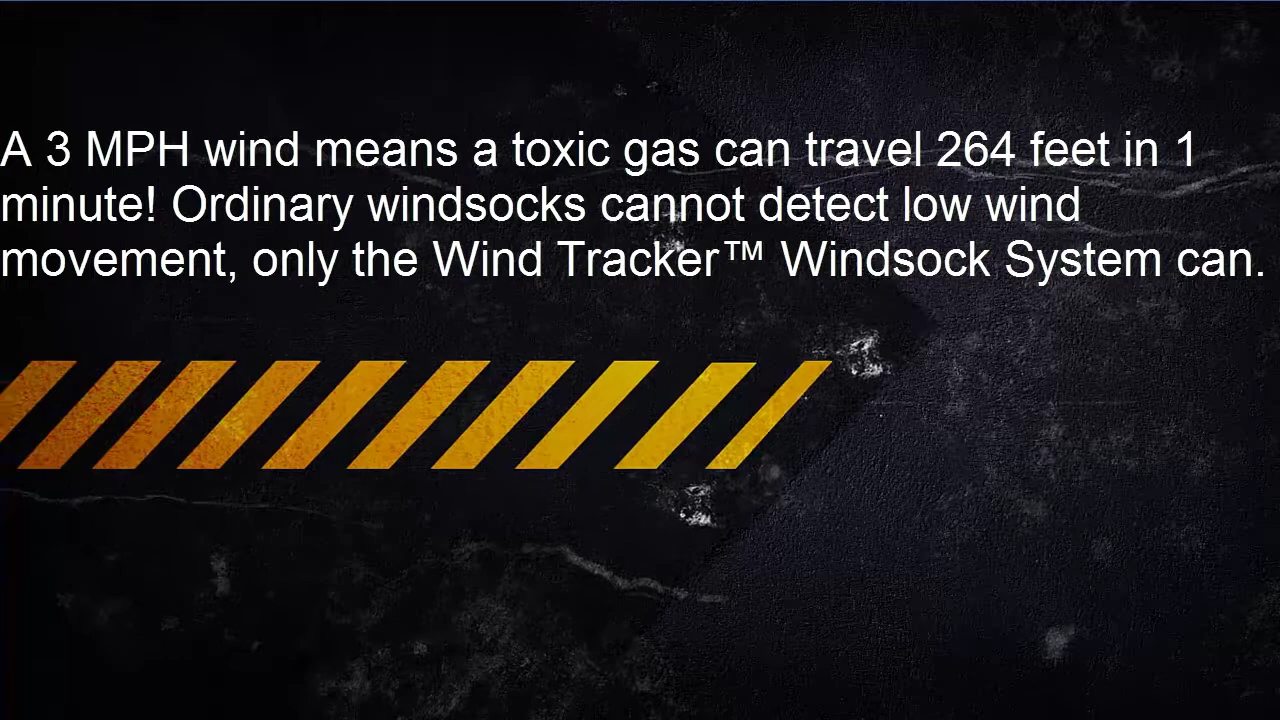 A 3 MPH wind means a toxic gas can travel 264 feet in 1
minute! Ordinary windsocks cannot detect low wind
movement, only the Wind Tracker™ Windsock System can.